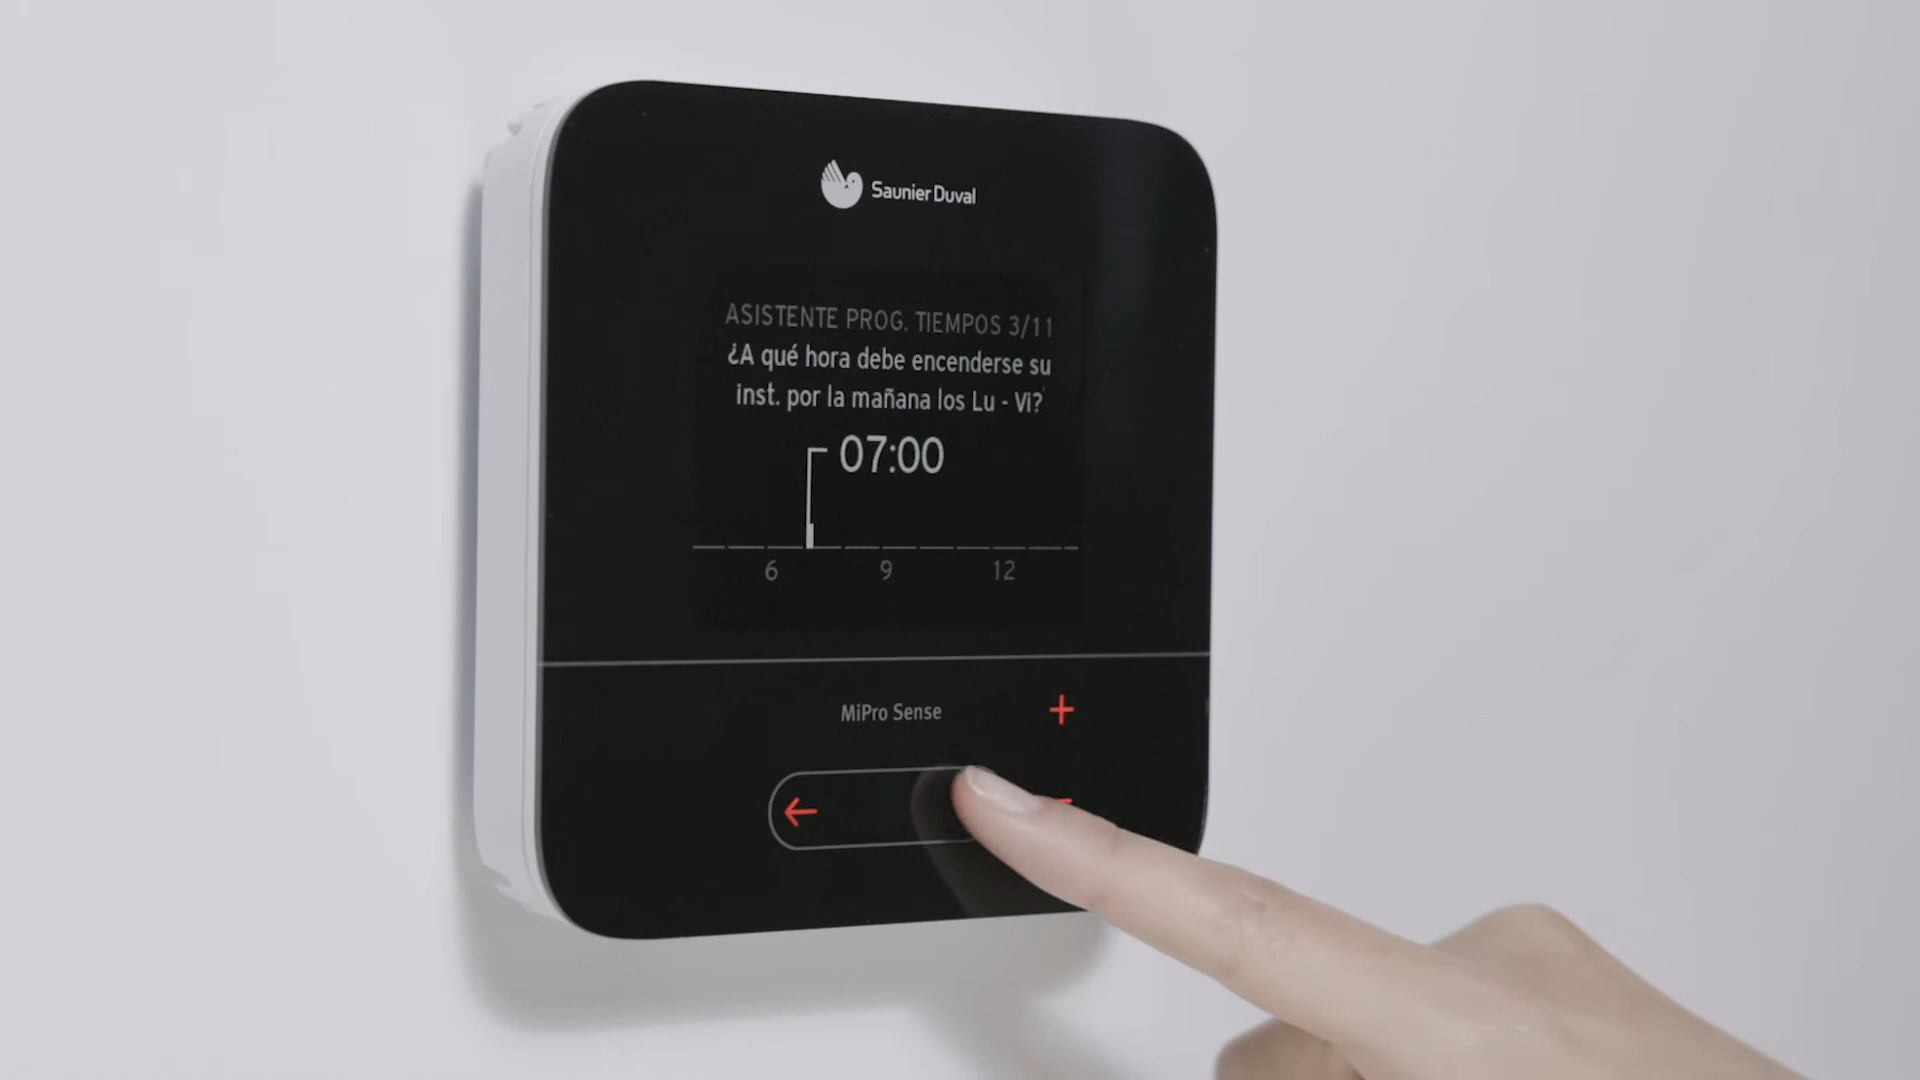 Saunier Duval
ASISTENTE PROG. TIEMPOS 3/11
¿A qué hora debe encenderse su
inst. por la mañana los Lu - Vi?
07:00
6 9 12
MiPro Sense
+
←